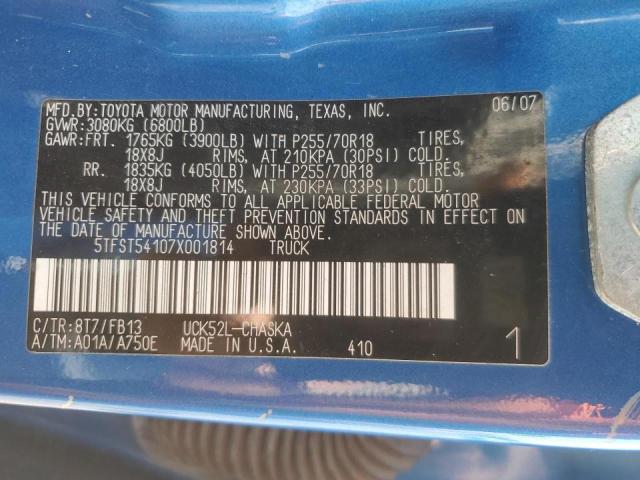 MFD.BY:TOYOTA MOTOR MANUFACTURING, TEXAS, INC. 06/07
GVWR:3080KG (6800LB)
GAWR:FRT. 1765KG (3900LB) WITH P255/70R18 TIRES,
18X8J RIMS, AT 210KPA (30PSI) COLD.
RR. 1835KG (4050LB) WITH P255/70R18 TIRES,
18X8J RIMS, AT 230KPA (33PSI) COLD.
THIS VEHICLE CONFORMS TO ALL APPLICABLE FEDERAL MOTOR
VEHICLE SAFETY AND THEFT PREVENTION STANDARDS IN EFFECT ON
THE DATE OF MANUFACTURE SHOWN ABOVE.
5TFST54107X001814 TRUCK
C/TR:8T7/FB13 UCK52L-CHASKA
A/TM:A01A/A750E MADE IN U.S.A. 410 1